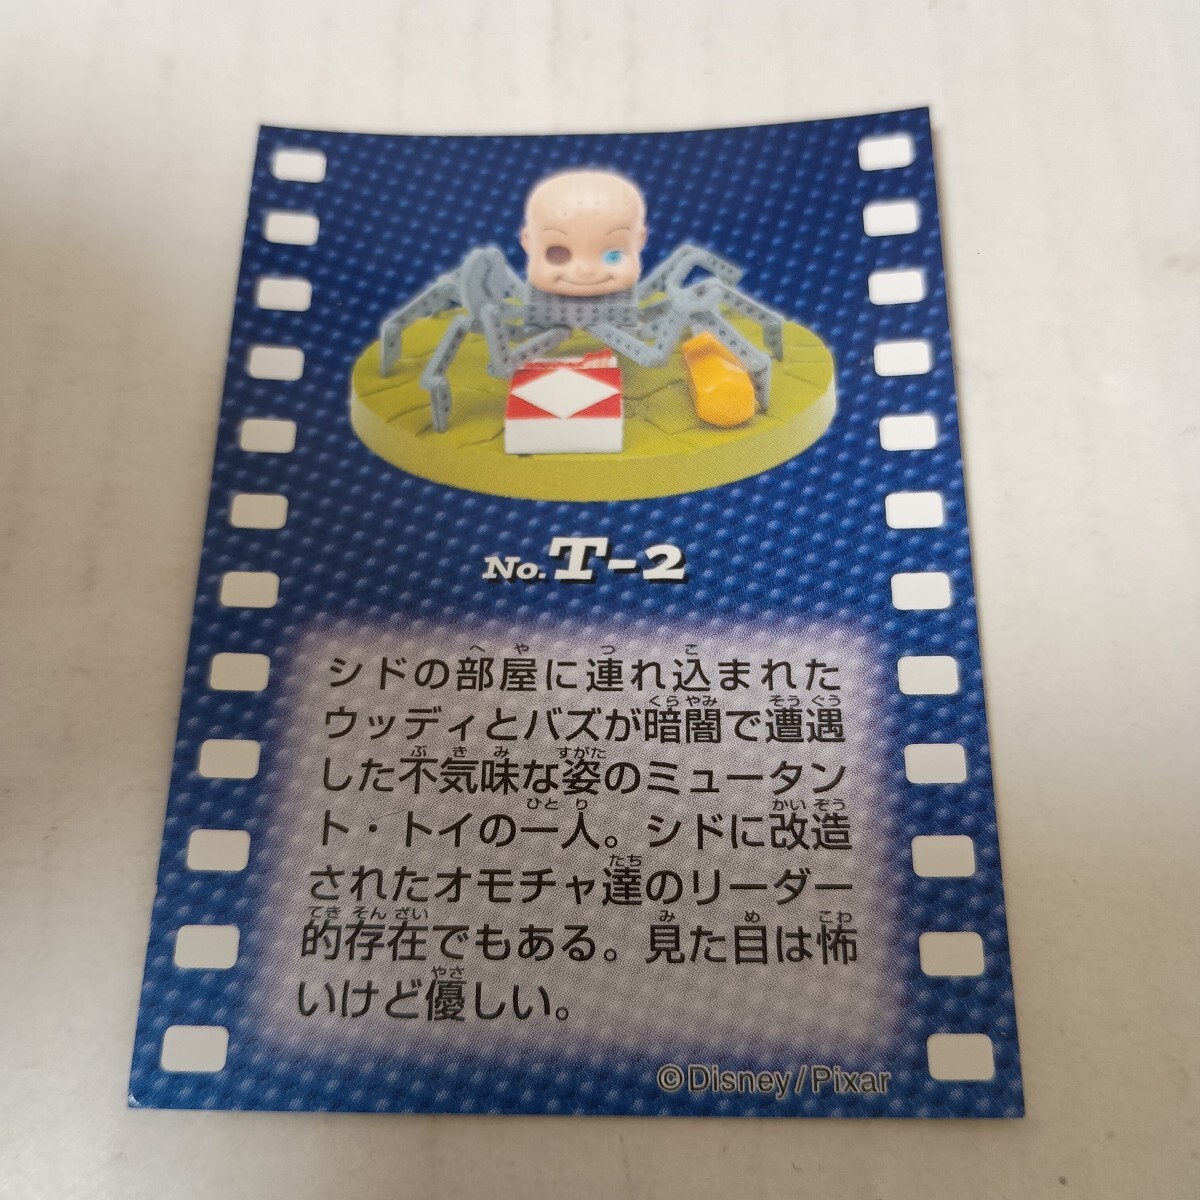 No. T-2
シドの部屋に連れ込まれた
ウッディとバズが暗闇で遭遇
した不気味な姿のミュータン
ト・トイの一人。シドに改造
されたオモチャ達のリーダー
的存在でもある。見た目は怖
いけど優しい。
©Disney/Pixar